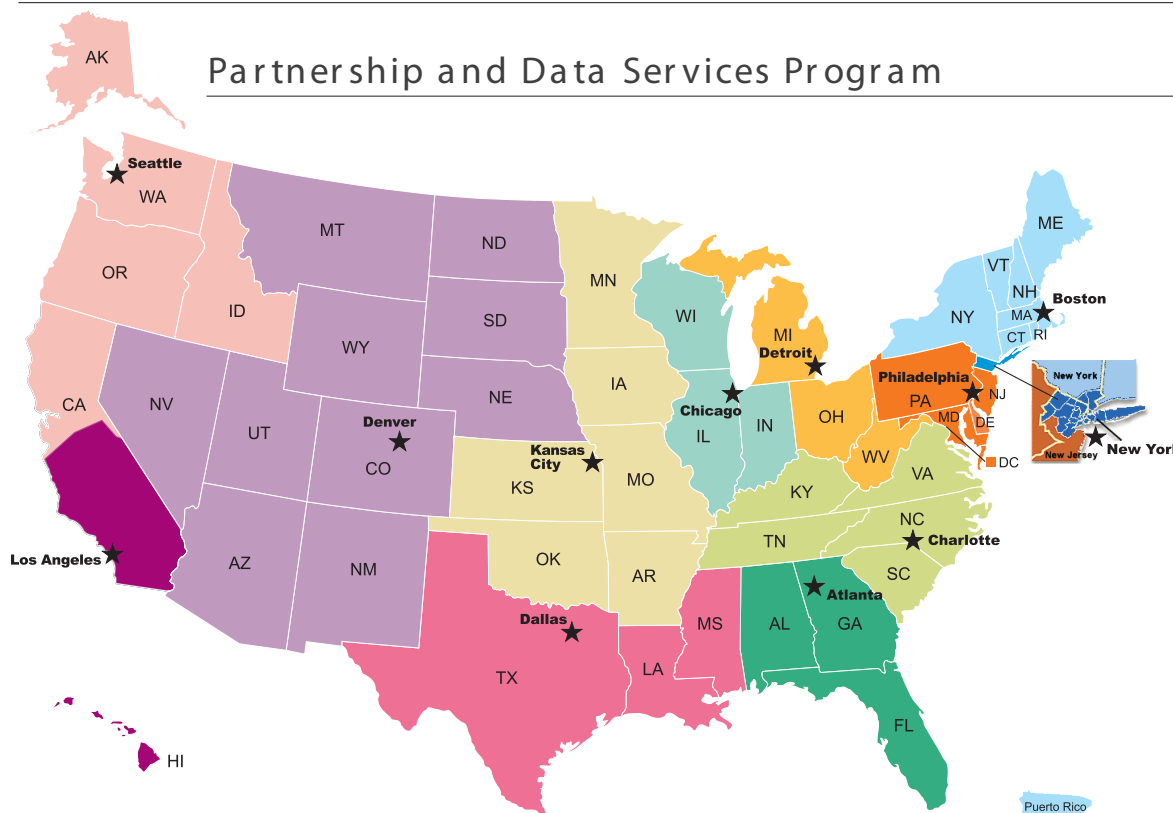 AK
Partnership and Data Services Program
Seattle
WA
MT
ND
MN
ME
VT
OR
NH
Boston
ID
SD
WI
MI
NY
MA
CT
RI
WY
Detroit
New York
Philadelphia
NJ
IA
PA
CA
NV
NE
Chicago
OH
MD
DE
UT
Denver
IL
IN
New York
New Jersey
CO
Kansas
City
WV
DC
KS
MO
VA
KY
NC
TN
Charlotte
Los Angeles
AZ
NM
OK
AR
SC
Dallas
MS
AL
Atlanta
GA
TX
LA
FL
HI
Puerto Rico